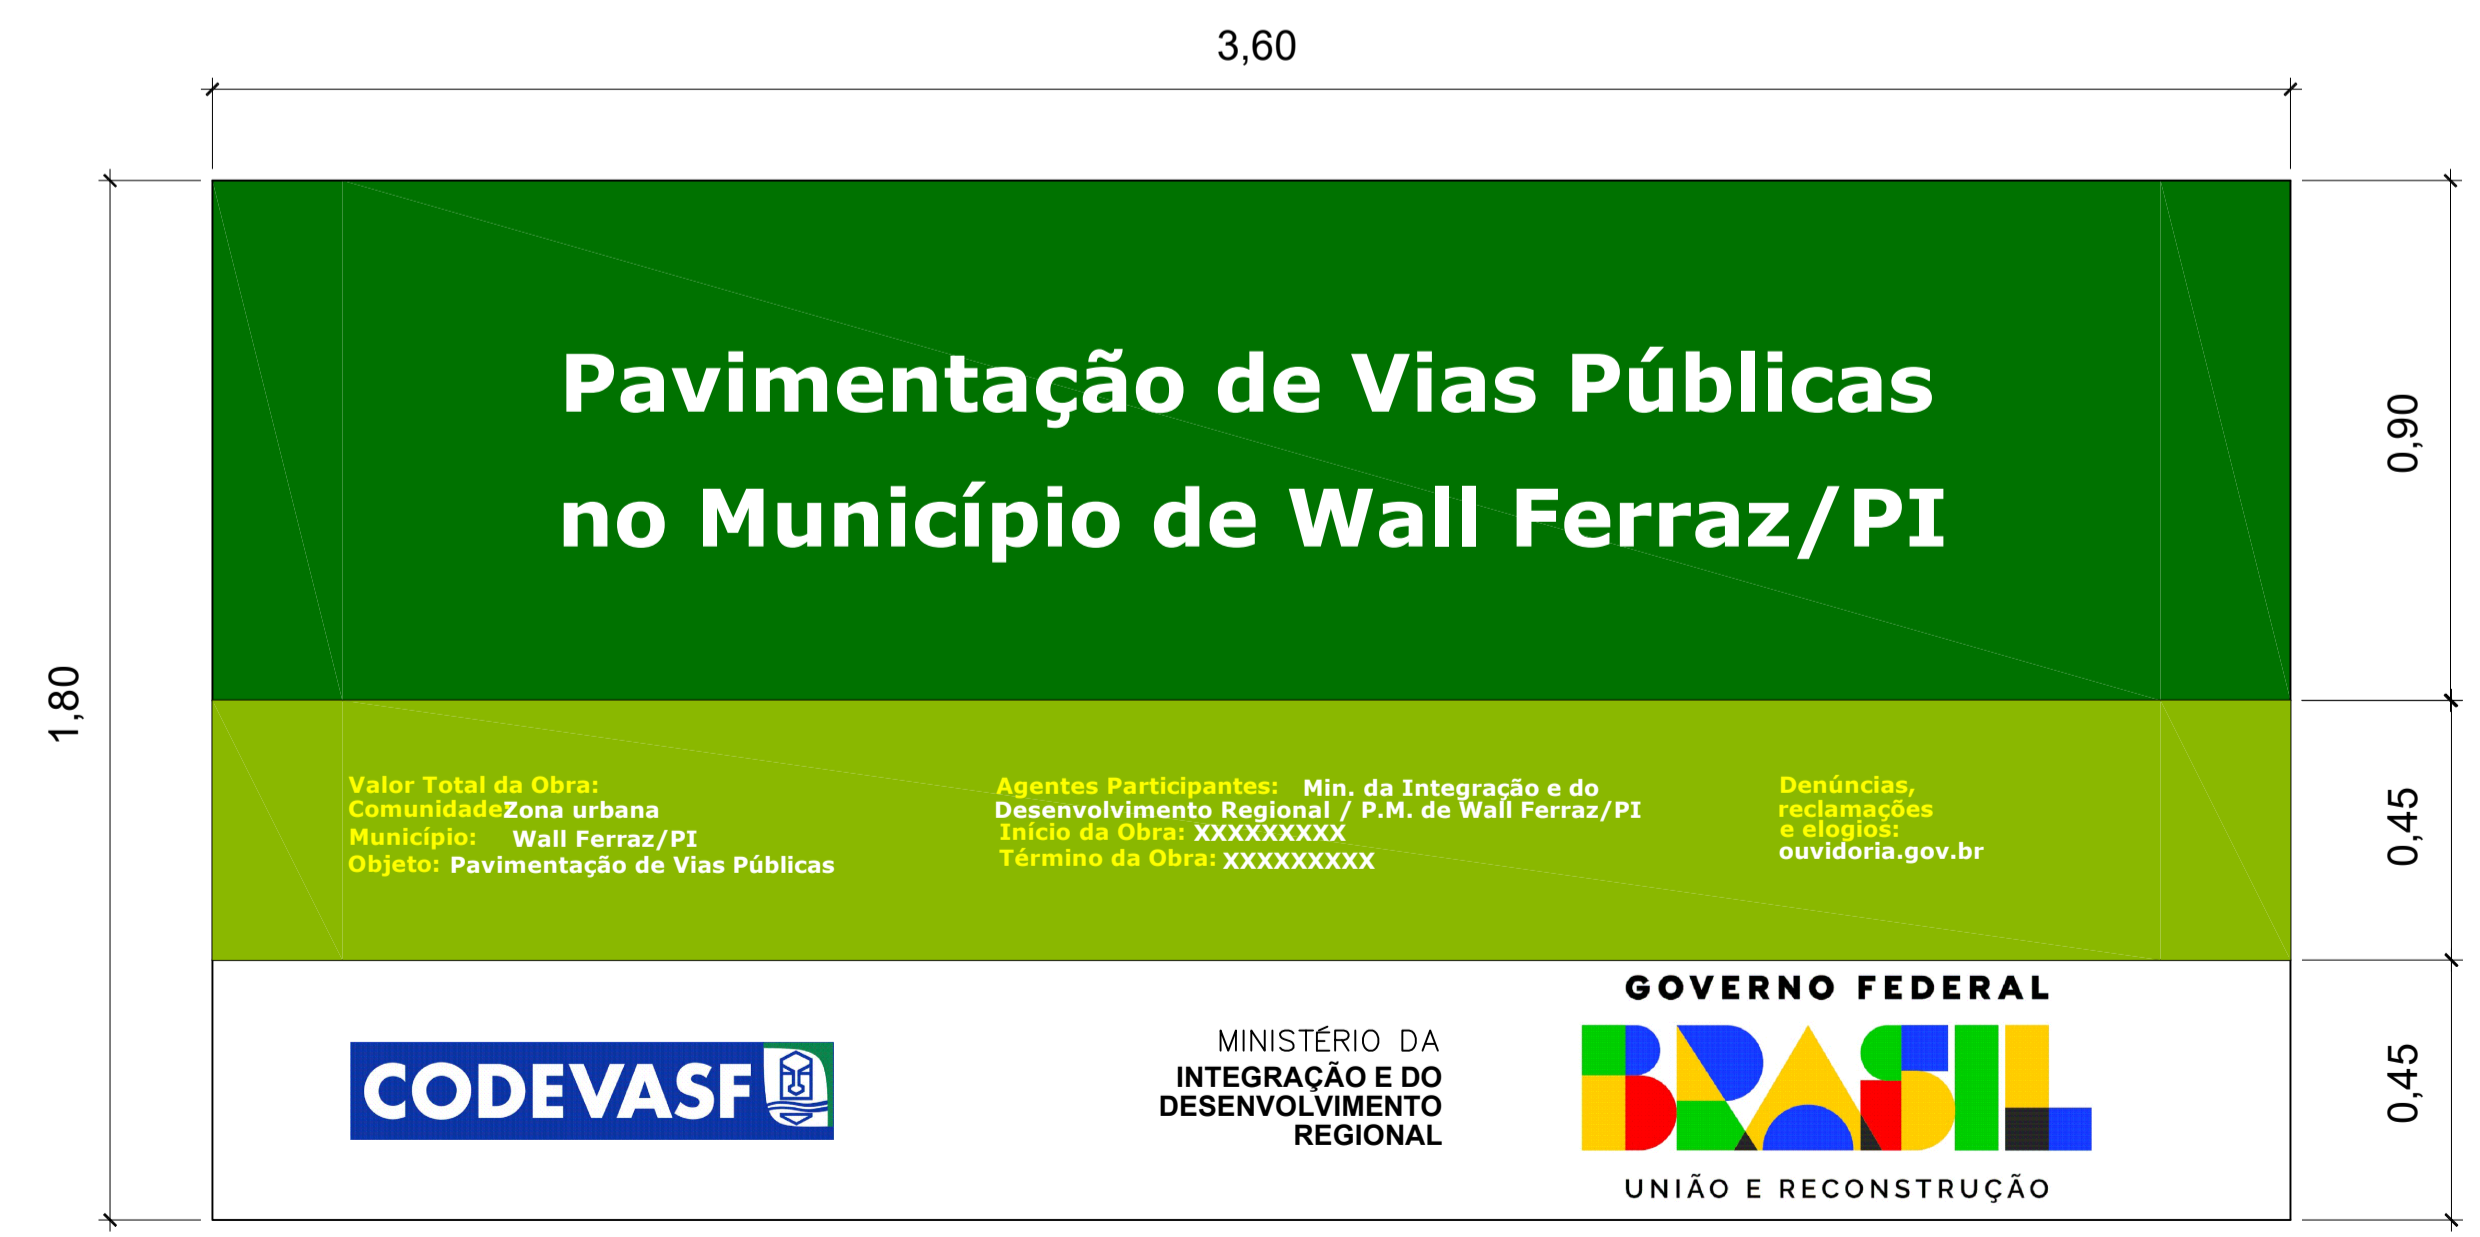 3,60
1,80
Pavimentação de Vias Públicas
no Município de Wall Ferraz/PI
0,90
Valor Total da Obra:
Comunidade: Zona urbana
Município: Wall Ferraz/PI
Objeto: Pavimentação de Vias Públicas
Agentes Participantes: Min. da Integração e do
Desenvolvimento Regional / P.M. de Wall Ferraz/PI
Início da Obra: XXXXXXXXX
Término da Obra: XXXXXXXXX
Denúncias,
reclamações
e elogios:
ouvidoria.gov.br
0,45
CODEVASF
MINISTÉRIO DA
INTEGRAÇÃO E DO
DESENVOLVIMENTO
REGIONAL
GOVERNO FEDERAL
BRASIL
UNIÃO E RECONSTRUÇÃO
0,45